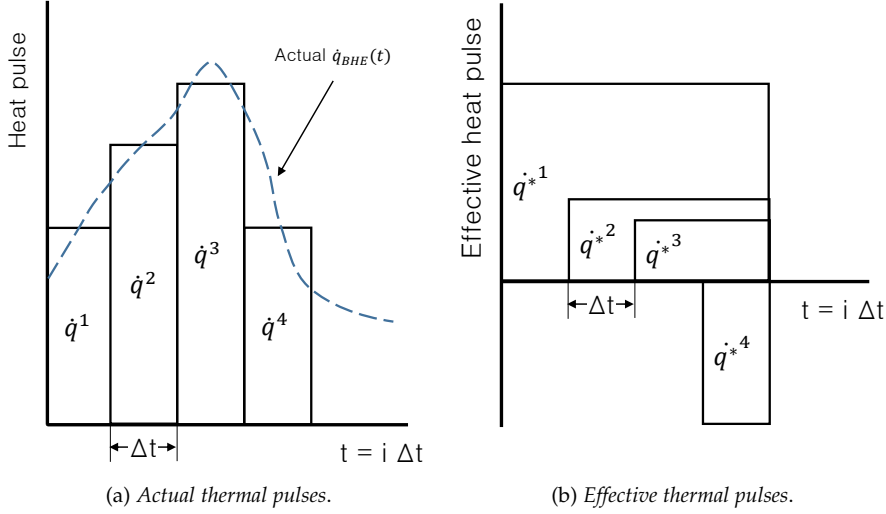 Heat pulse
Actual q̇_BHE(t)
q̇¹
q̇²
q̇³
q̇⁴
Δt
t = i Δt
(a) Actual thermal pulses.
Effective heat pulse
q̇*¹
q̇*²
q̇*³
Δt
t = i Δt
q̇*⁴
(b) Effective thermal pulses.